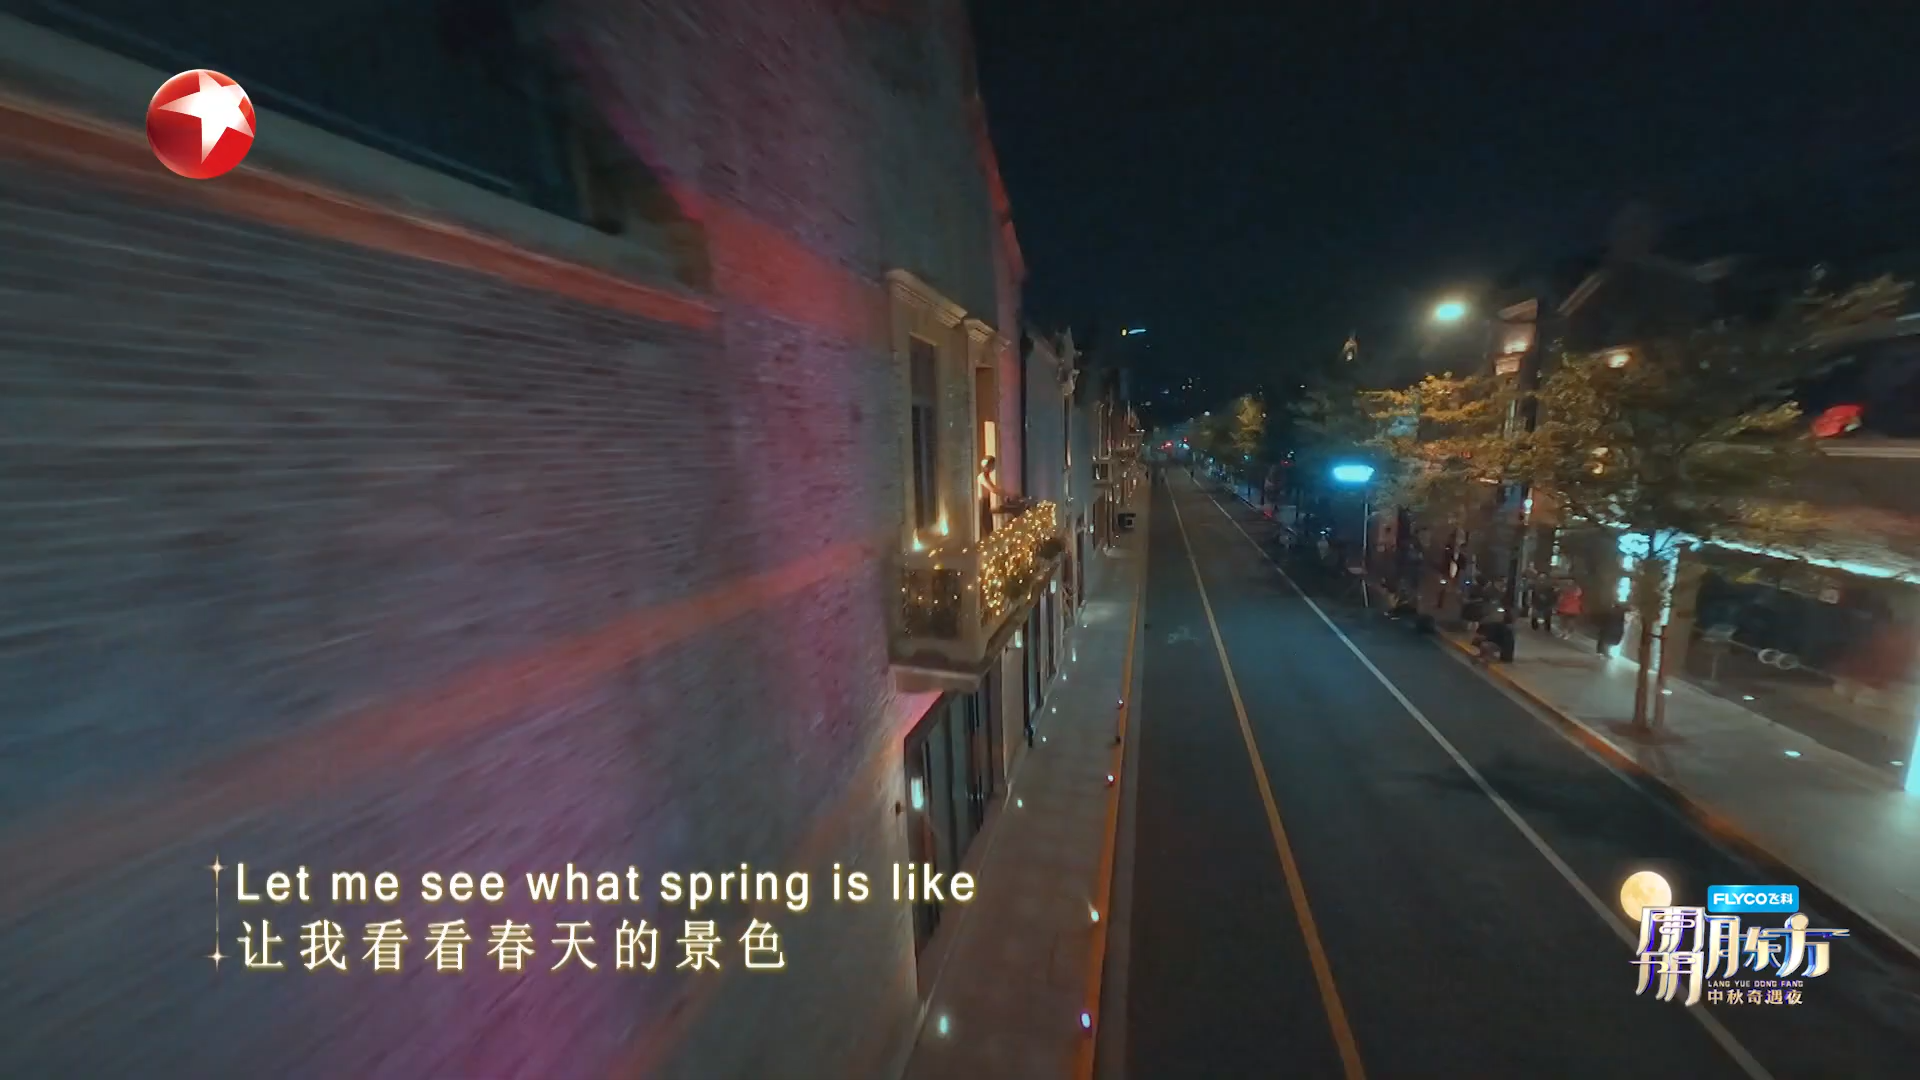 Let me see what spring is like
让我看看春天的景色
FLYCO飞科
朤月东方
LANG YUE DONG FANG
中秋奇遇夜